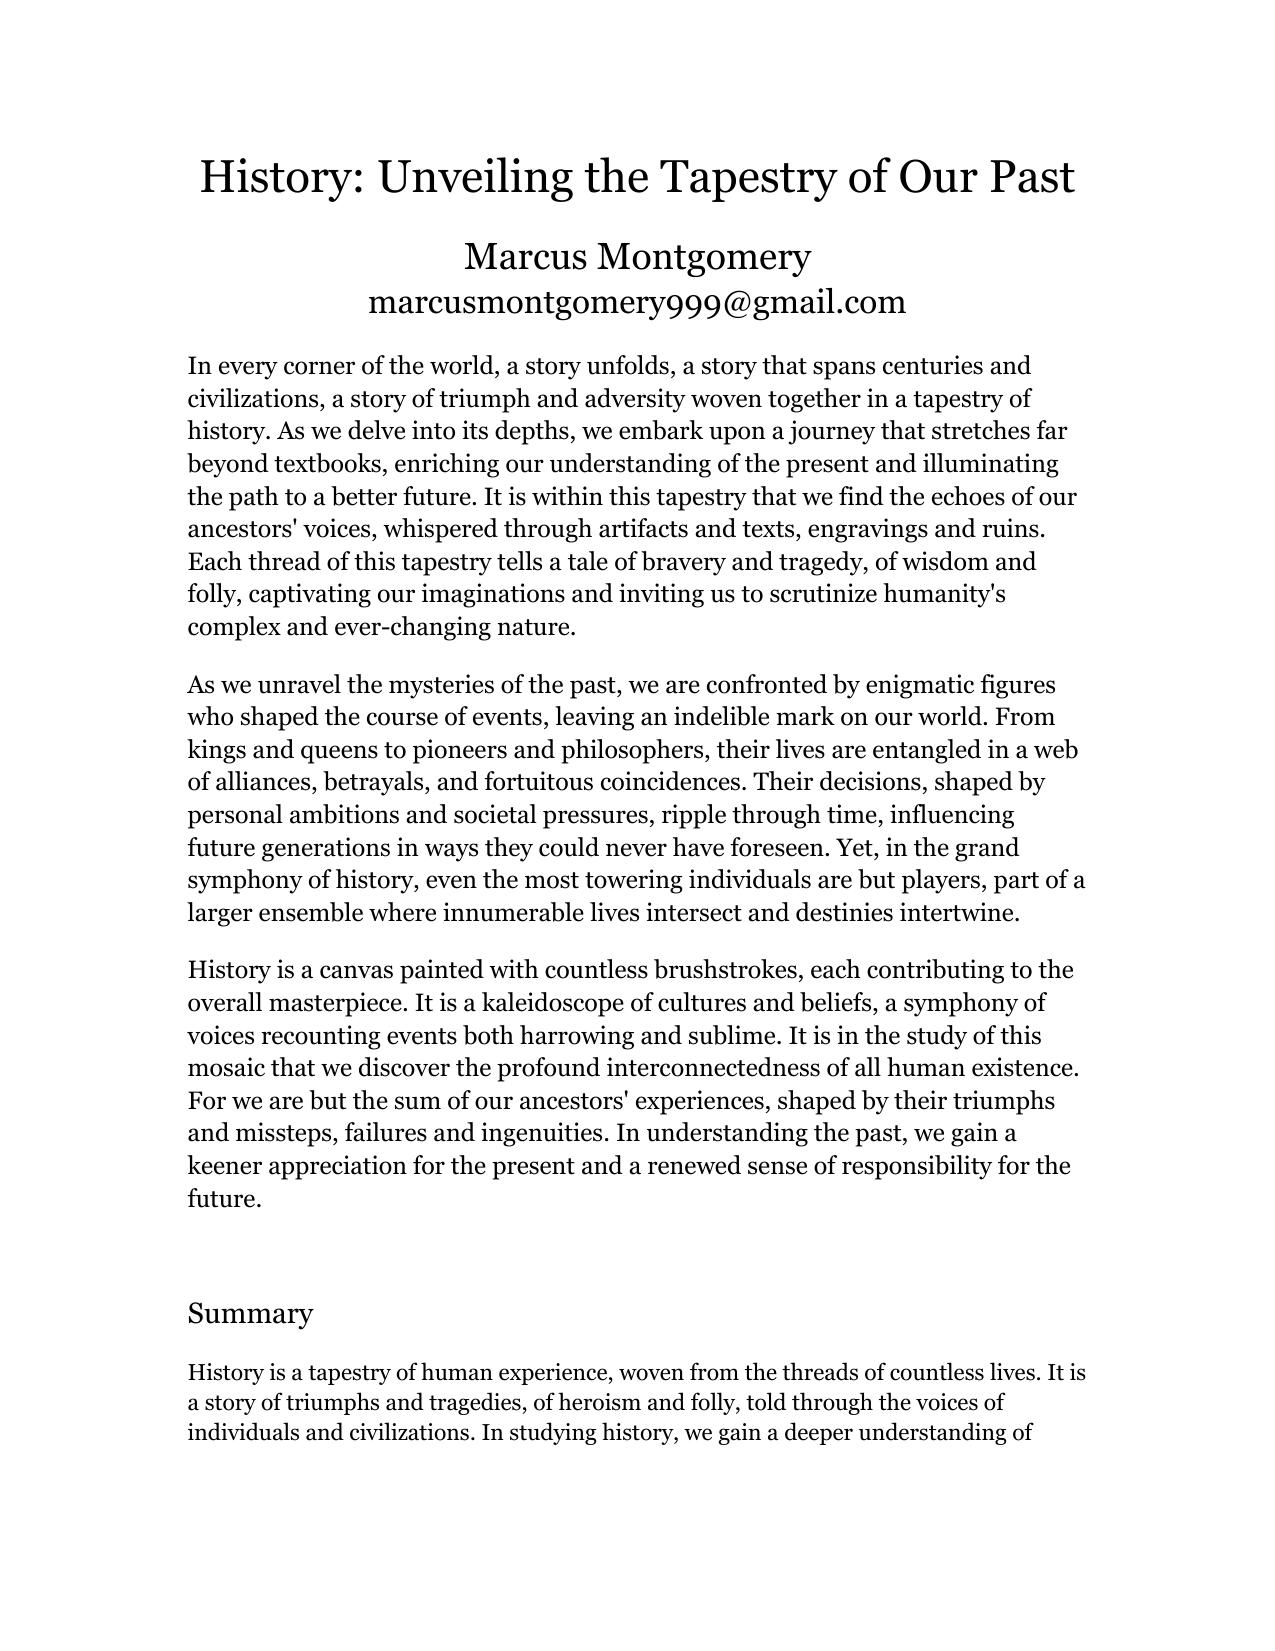 History: Unveiling the Tapestry of Our Past
Marcus Montgomery
marcusmontgomery999@gmail.com
In every corner of the world, a story unfolds, a story that spans centuries and
civilizations, a story of triumph and adversity woven together in a tapestry of
history. As we delve into its depths, we embark upon a journey that stretches far
beyond textbooks, enriching our understanding of the present and illuminating
the path to a better future. It is within this tapestry that we find the echoes of our
ancestors' voices, whispered through artifacts and texts, engravings and ruins.
Each thread of this tapestry tells a tale of bravery and tragedy, of wisdom and
folly, captivating our imaginations and inviting us to scrutinize humanity's
complex and ever-changing nature.
As we unravel the mysteries of the past, we are confronted by enigmatic figures
who shaped the course of events, leaving an indelible mark on our world. From
kings and queens to pioneers and philosophers, their lives are entangled in a web
of alliances, betrayals, and fortuitous coincidences. Their decisions, shaped by
personal ambitions and societal pressures, ripple through time, influencing
future generations in ways they could never have foreseen. Yet, in the grand
symphony of history, even the most towering individuals are but players, part of a
larger ensemble where innumerable lives intersect and destinies intertwine.
History is a canvas painted with countless brushstrokes, each contributing to the
overall masterpiece. It is a kaleidoscope of cultures and beliefs, a symphony of
voices recounting events both harrowing and sublime. It is in the study of this
mosaic that we discover the profound interconnectedness of all human existence.
For we are but the sum of our ancestors' experiences, shaped by their triumphs
and missteps, failures and ingenuities. In understanding the past, we gain a
keener appreciation for the present and a renewed sense of responsibility for the
future.
Summary
History is a tapestry of human experience, woven from the threads of countless lives. It is
a story of triumphs and tragedies, of heroism and folly, told through the voices of
individuals and civilizations. In studying history, we gain a deeper understanding of